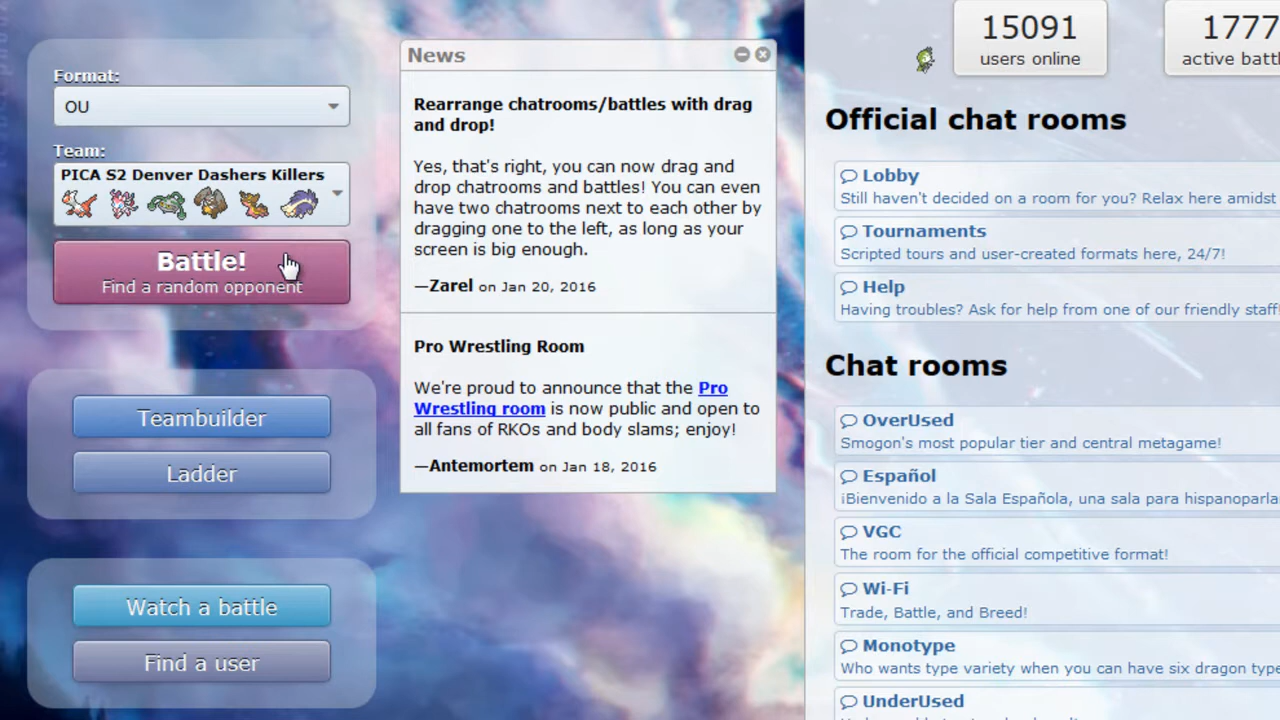 Format:
OU
Team:
PICA S2 Denver Dashers Killers
Battle!
Find a random opponent
Teambuilder
Ladder
Watch a battle
Find a user
News
Rearrange chatrooms/battles with drag
and drop!
Yes, that's right, you can now drag and
drop chatrooms and battles! You can even
have two chatrooms next to each other by
dragging one to the left, as long as your
screen is big enough.
—Zarel on Jan 20, 2016
Pro Wrestling Room
We're proud to announce that the Pro
Wrestling room is now public and open to
all fans of RKOs and body slams; enjoy!
—Antemortem on Jan 18, 2016
15091
users online
1777
active battl
Official chat rooms
Lobby
Still haven't decided on a room for you? Relax here amidst
Tournaments
Scripted tours and user-created formats here, 24/7!
Help
Having troubles? Ask for help from one of our friendly staff!
Chat rooms
OverUsed
Smogon's most popular tier and central metagame!
Español
¡Bienvenido a la Sala Española, una sala para hispanoparla
VGC
The room for the official competitive format!
Wi-Fi
Trade, Battle, and Breed!
Monotype
Who wants type variety when you can have six dragon type
UnderUsed